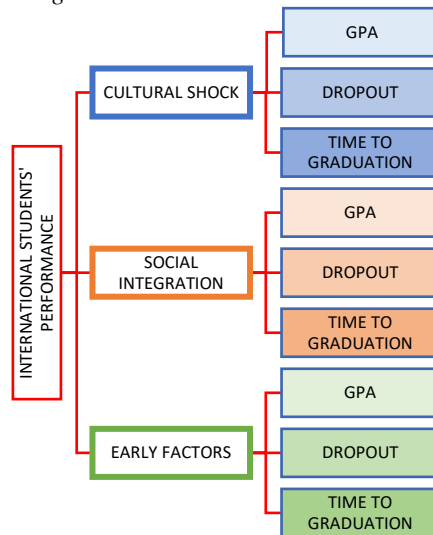 INTERNATIONAL STUDENTS'
PERFORMANCE
CULTURAL SHOCK
GPA
DROPOUT
TIME TO
GRADUATION
SOCIAL
INTEGRATION
GPA
DROPOUT
TIME TO
GRADUATION
EARLY FACTORS
GPA
DROPOUT
TIME TO
GRADUATION